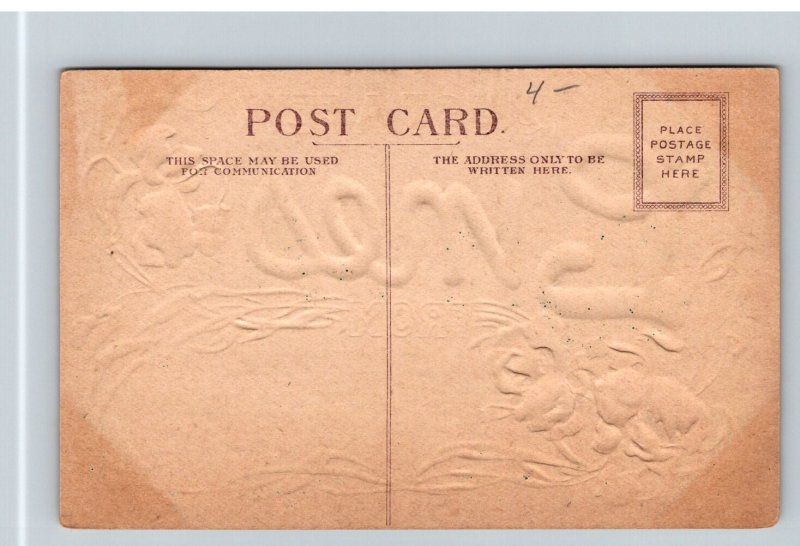 4 –
POST CARD.
THIS SPACE MAY BE USED
FOR COMMUNICATION
THE ADDRESS ONLY TO BE
WRITTEN HERE.
PLACE
POSTAGE
STAMP
HERE